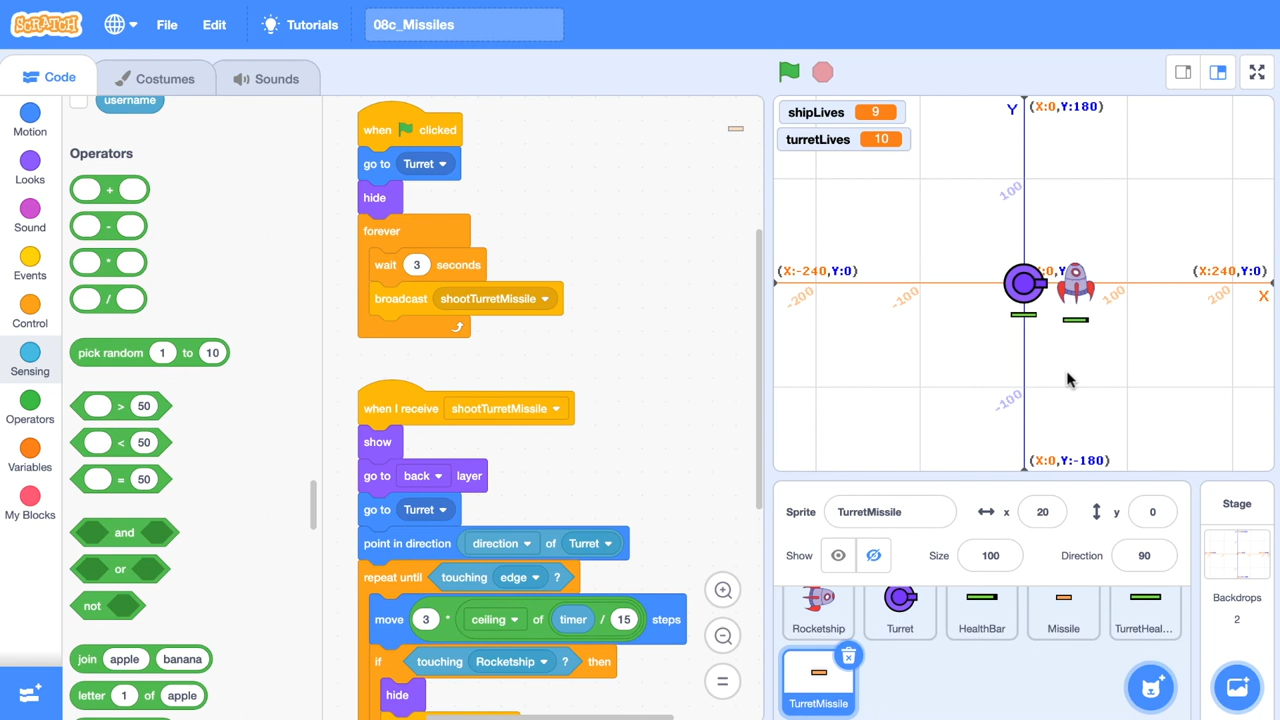 SCRATCH File Edit Tutorials 08c_Missiles
Code Costumes Sounds
Motion
Looks
Sound
Events
Control
Sensing
Operators
Variables
My Blocks
username
Operators
+
-
*
/
pick random 1 to 10
> 50
< 50
= 50
and
or
not
join apple banana
letter 1 of apple
when clicked
go to Turret
hide
forever
wait 3 seconds
broadcast shootTurretMissile
when I receive shootTurretMissile
show
go to back layer
go to Turret
point in direction direction of Turret
repeat until touching edge ?
move 3 * ceiling of timer / 15 steps
if touching Rocketship ? then
hide
shipLives 9
turretLives 10
Y (X:0,Y:180)
100
(X:-240,Y:0) (X:240,Y:0)
-200 -100 100 200 X
-100
(X:0,Y:-180)
Sprite TurretMissile x 20 y 0
Show Size 100 Direction 90
Rocketship Turret HealthBar Missile TurretHeal...
TurretMissile
Stage
Backdrops
2